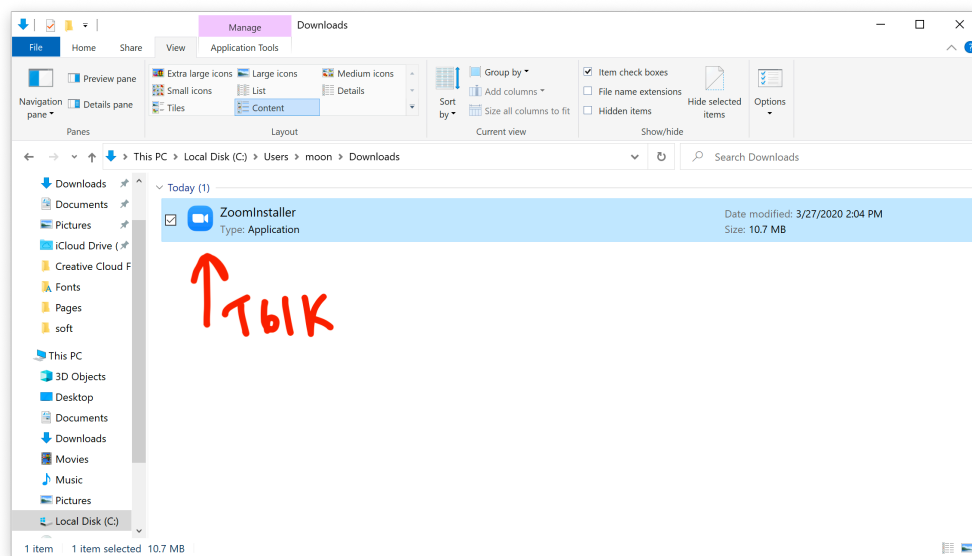 Manage
Downloads
File
Home
Share
View
Application Tools
Navigation pane
Preview pane
Details pane
Panes
Extra large icons
Large icons
Medium icons
Small icons
List
Details
Tiles
Content
Layout
Sort by
Group by
Add columns
Size all columns to fit
Current view
Item check boxes
File name extensions
Hidden items
Hide selected items
Show/hide
Options
This PC > Local Disk (C:) > Users > moon > Downloads
Search Downloads
Downloads
Documents
Pictures
iCloud Drive (
Creative Cloud F
Fonts
Pages
soft
This PC
3D Objects
Desktop
Documents
Downloads
Movies
Music
Pictures
Local Disk (C:)
Today (1)
ZoomInstaller
Type: Application
Date modified: 3/27/2020 2:04 PM
Size: 10.7 MB
тык
1 item
1 item selected 10.7 MB